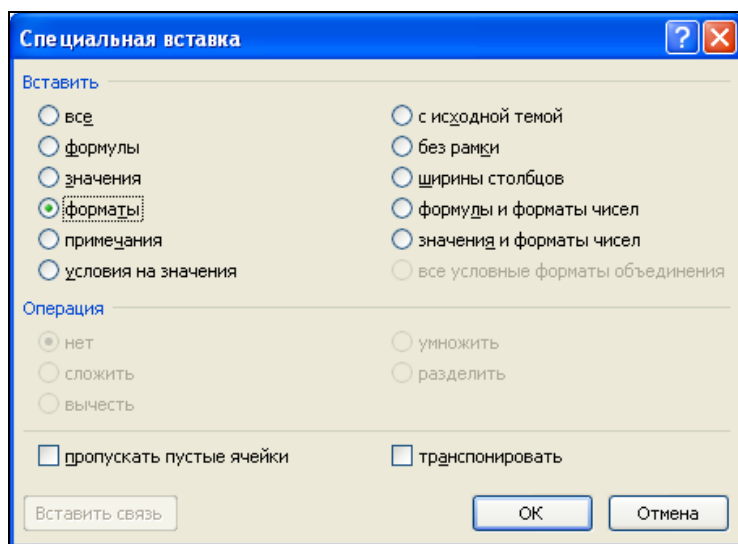 Специальная вставка
Вставить
все
с исходной темой
формулы
без рамки
значения
ширины столбцов
форматы
формулы и форматы чисел
примечания
значения и форматы чисел
условия на значения
все условные форматы объединения
Операция
нет
умножить
сложить
разделить
вычесть
пропускать пустые ячейки
транспонировать
Вставить связь
ОК
Отмена